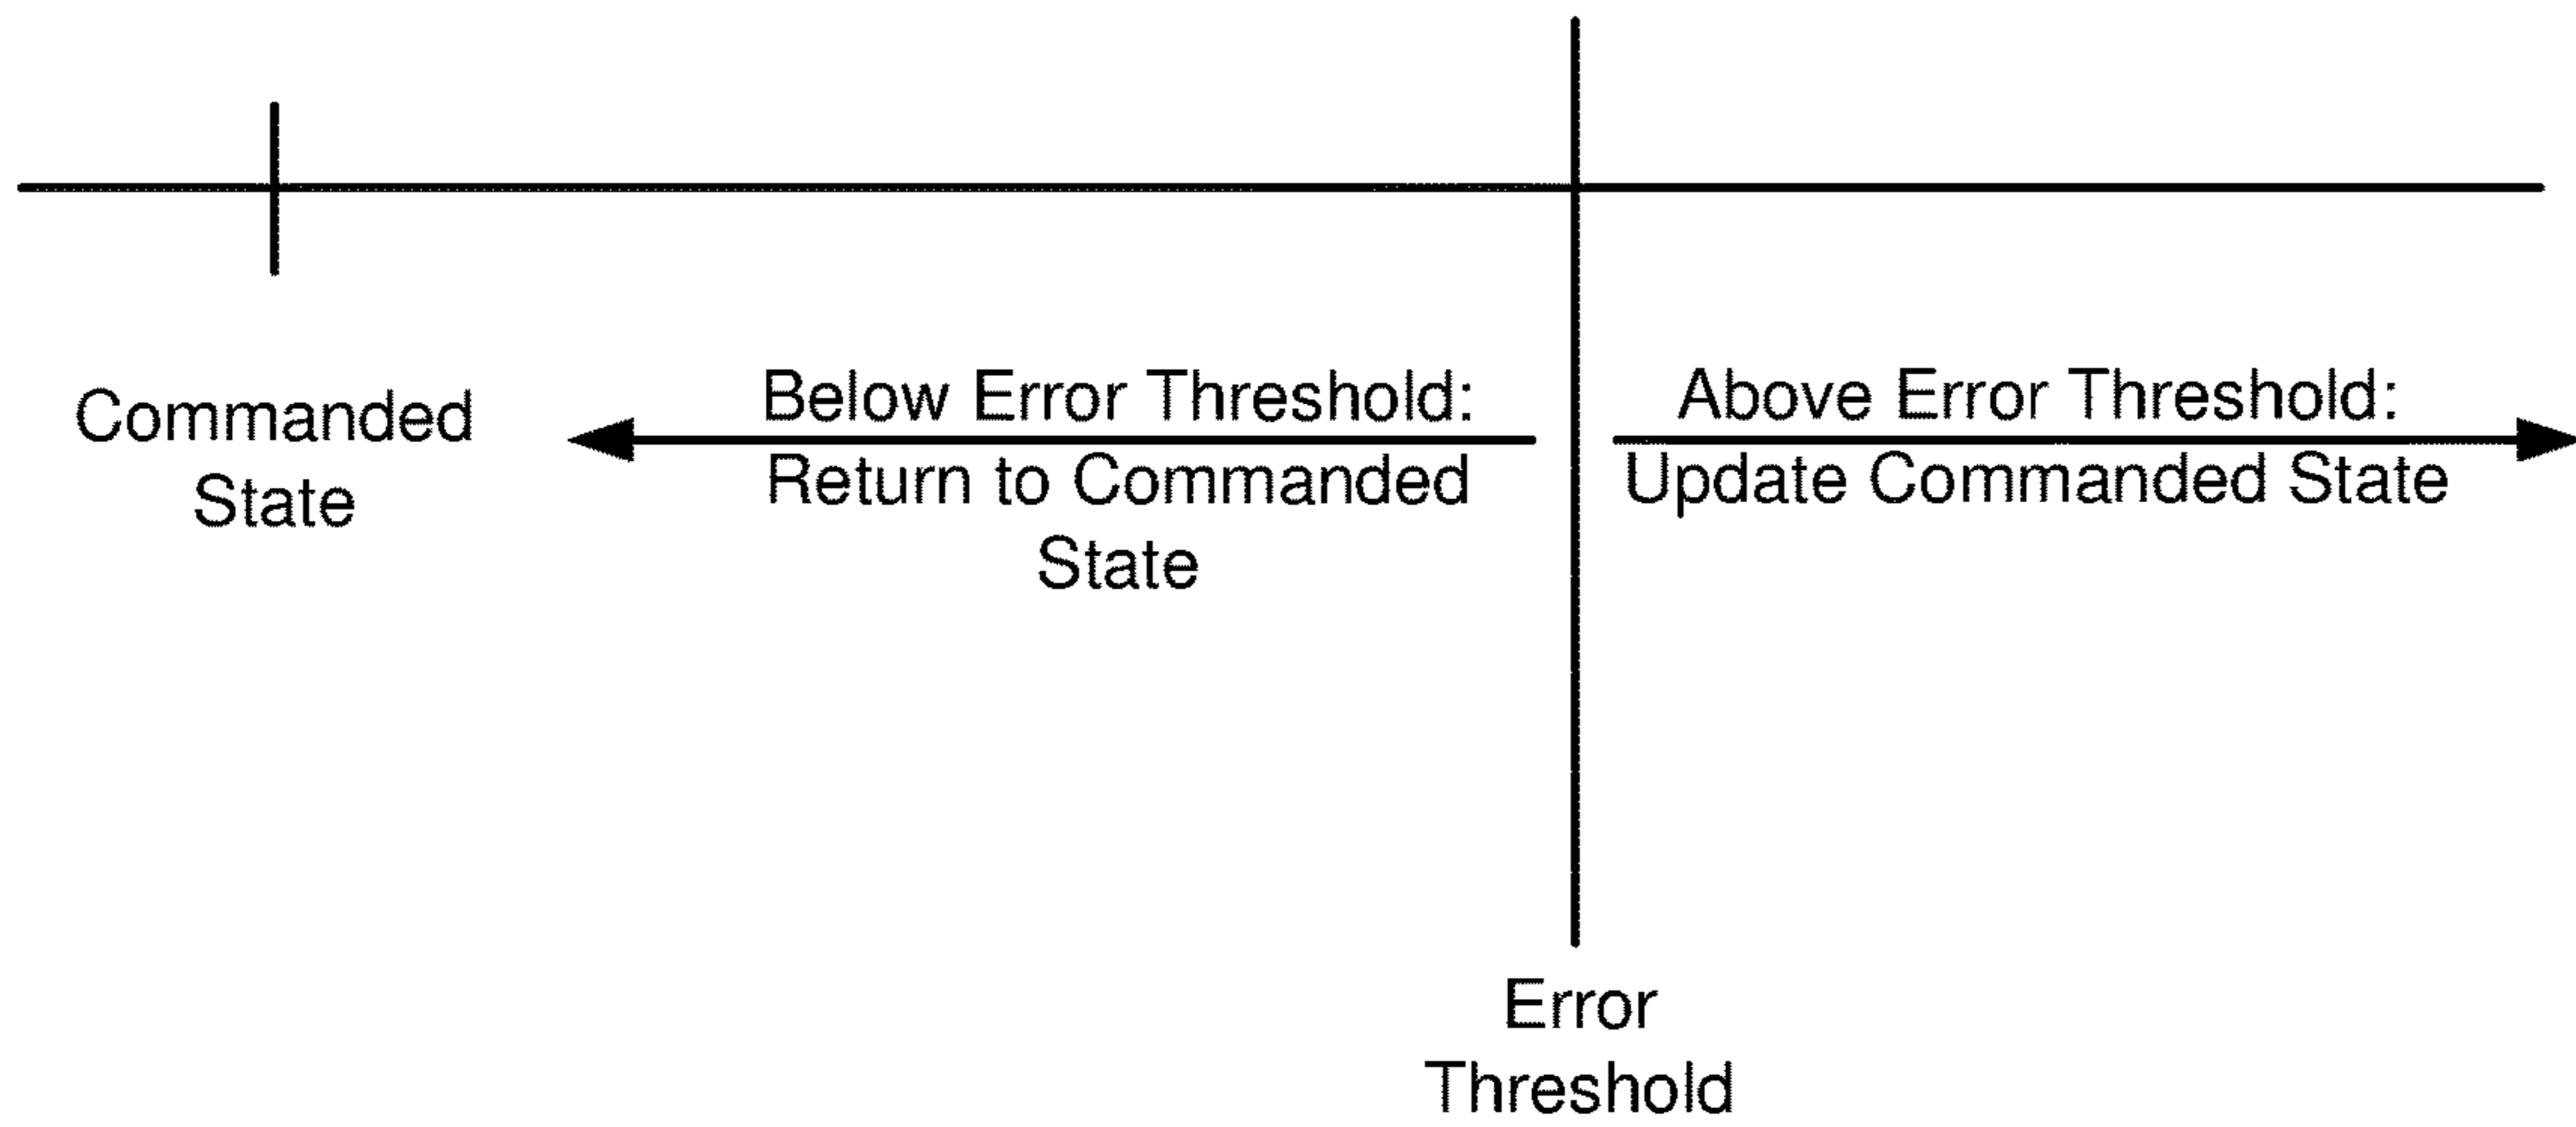 Commanded
State
Below Error Threshold:
Return to Commanded
State
Above Error Threshold:
Update Commanded State
Error
Threshold